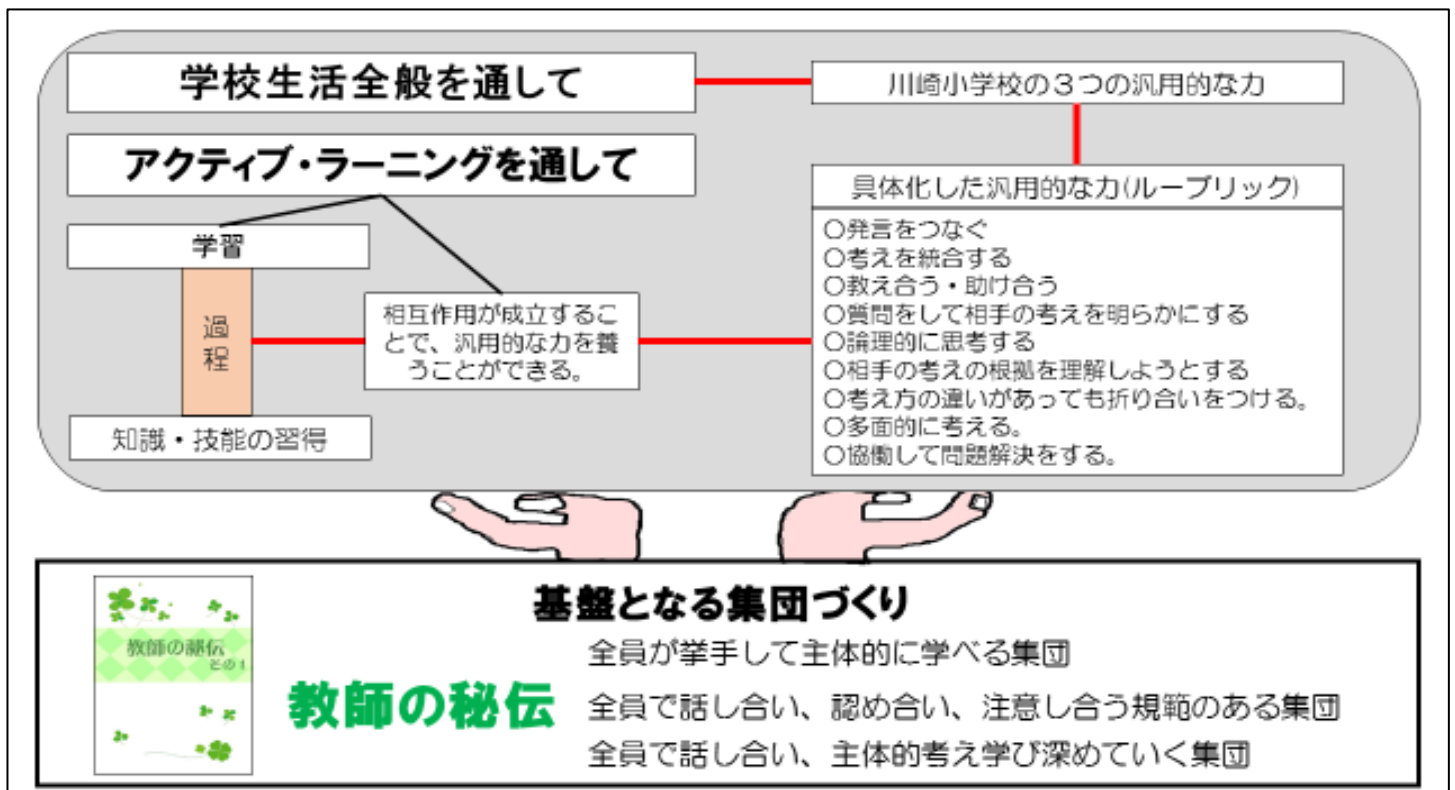 学校生活全般を通して
川崎小学校の３つの汎用的な力
アクティブ・ラーニングを通して
学習
過程
知識・技能の習得
相互作用が成立するこ
とで、汎用的な力を養
うことができる。
具体化した汎用的な力(ルーブリック)
○発言をつなぐ
○考えを統合する
○教え合う・助け合う
○質問をして相手の考えを明らかにする
○論理的に思考する
○相手の考えの根拠を理解しようとする
○考え方の違いがあっても折り合いをつける。
○多面的に考える。
○協働して問題解決をする。
基盤となる集団づくり
教師の秘伝
その１
教師の秘伝
全員が挙手して主体的に学べる集団
全員で話し合い、認め合い、注意し合う規範のある集団
全員で話し合い、主体的考え学び深めていく集団